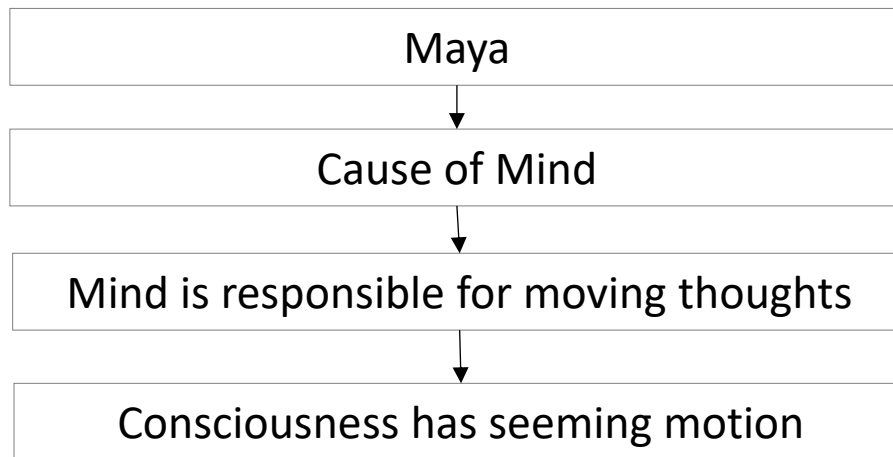 Maya
Cause of Mind
Mind is responsible for moving thoughts
Consciousness has seeming motion